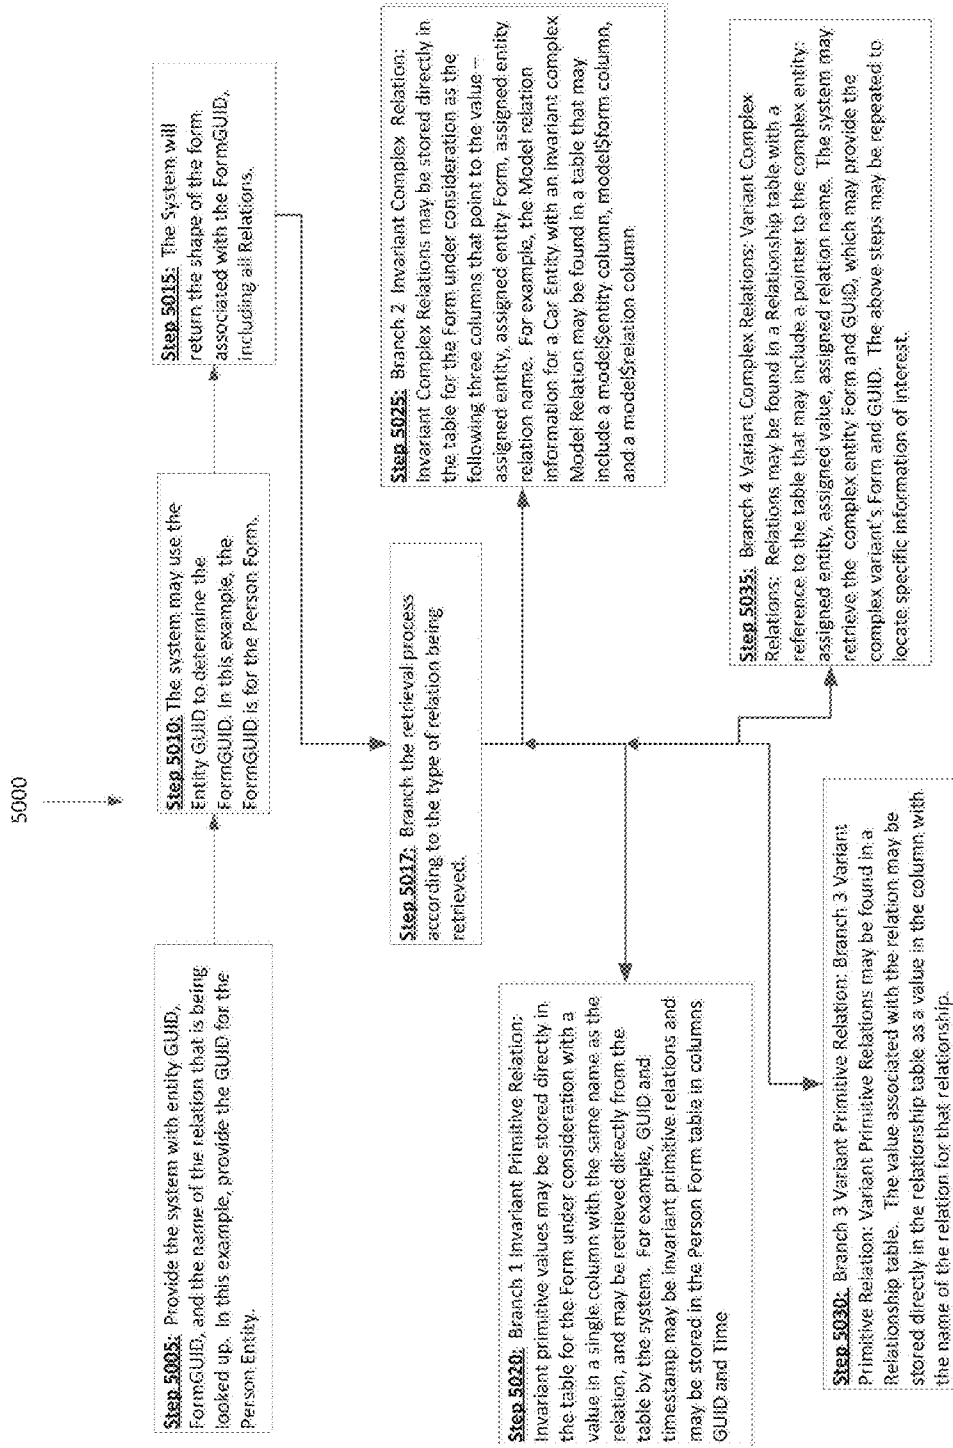 5000
Step 5005: Provide the system with entity GUID,
FormGUID, and the name of the relation that is being
looked up. In this example, provide the GUID for the
Person Entity.
Step 5010: The system may use the
Entity GUID to determine the
FormGUID. In this example, the
FormGUID is for the Person Form.
Step 5015: The System will
return the shape of the form
associated with the FormGUID,
including all Relations.
Step 5017: Branch the retrieval process
according to the type of relation being
retrieved.
Step 5020: Branch 1 Invariant Primitive Relation:
Invariant primitive values may be stored directly in
the table for the Form under consideration with a
value in a single column with the same name as the
relation, and may be retrieved directly from the
table by the system. For example, GUID and
timestamp may be invariant primitive relations and
may be stored in the Person Form table in columns
GUID and Time
Step 5025: Branch 2 Invariant Complex Relation:
Invariant Complex Relations may be stored directly in
the table for the Form under consideration as the
following three columns that point to the value –
assigned entity, assigned entity Form, assigned entity
relation name. For example, the Model relation
information for a Car Entity with an invariant complex
Model Relation may be found in a table that may
include a model$entity column, model$form column,
and a model$relation column
Step 5030: Branch 3 Variant Primitive Relation: Branch 3 Variant
Primitive Relation: Variant Primitive Relations may be found in a
Relationship table. The value associated with the relation may be
stored directly in the relationship table as a value in the column with
the name of the relation for that relationship.
Step 5035: Branch 4 Variant Complex Relations: Variant Complex
Relations: Relations may be found in a Relationship table with a
reference to the table that may include a pointer to the complex entity:
assigned entity, assigned value, assigned relation name. The system may
retrieve the complex entity Form and GUID, which may provide the
complex variant's Form and GUID. The above steps may be repeated to
locate specific information of interest.